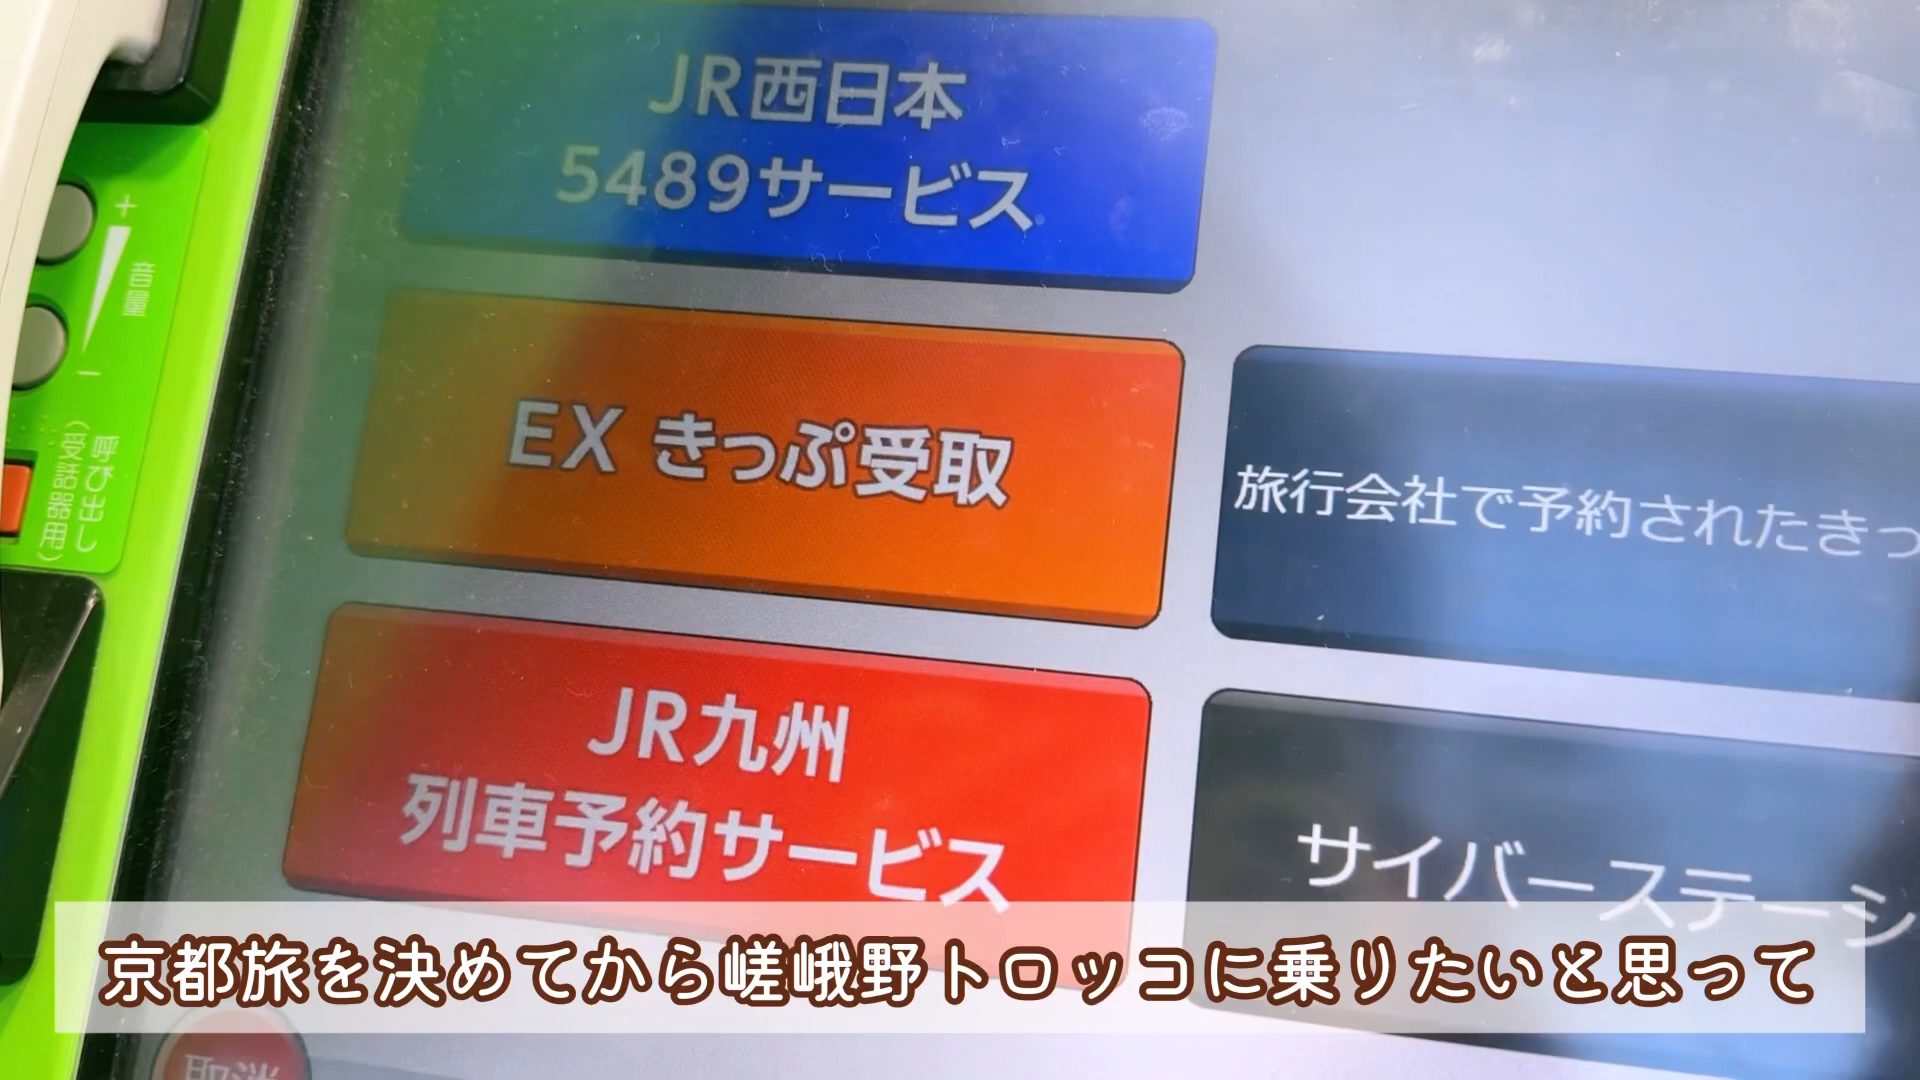 JR西日本
5489サービス
EX きっぷ受取
旅行会社で予約されたきっ
JR九州
列車予約サービス
サイバーステーシ
+
音量
−
呼び出し
(受話器用)
京都旅を決めてから嵯峨野トロッコに乗りたいと思って
取消